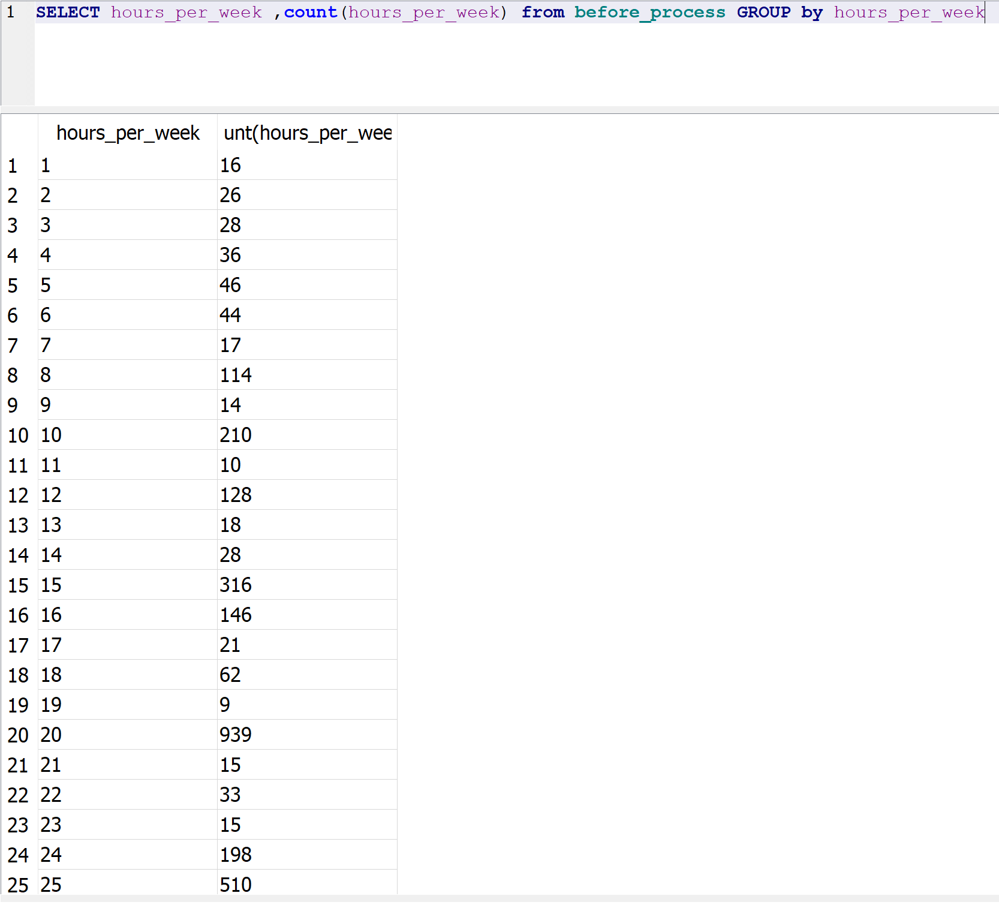 1 SELECT hours_per_week ,count(hours_per_week) from before_process GROUP by hours_per_week
hours_per_week unt(hours_per_wee
1 1 16
2 2 26
3 3 28
4 4 36
5 5 46
6 6 44
7 7 17
8 8 114
9 9 14
10 10 210
11 11 10
12 12 128
13 13 18
14 14 28
15 15 316
16 16 146
17 17 21
18 18 62
19 19 9
20 20 939
21 21 15
22 22 33
23 23 15
24 24 198
25 25 510